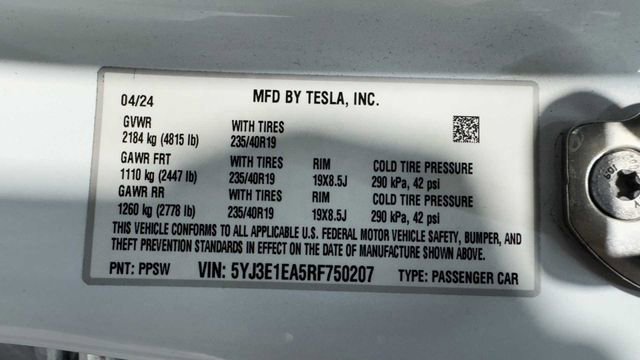 04/24 MFD BY TESLA, INC.
GVWR WITH TIRES
2184 kg (4815 lb) 235/40R19
GAWR FRT WITH TIRES RIM COLD TIRE PRESSURE
1110 kg (2447 lb) 235/40R19 19X8.5J 290 kPa, 42 psi
GAWR RR WITH TIRES RIM COLD TIRE PRESSURE
1260 kg (2778 lb) 235/40R19 19X8.5J 290 kPa, 42 psi
THIS VEHICLE CONFORMS TO ALL APPLICABLE U.S. FEDERAL MOTOR VEHICLE SAFETY, BUMPER, AND
THEFT PREVENTION STANDARDS IN EFFECT ON THE DATE OF MANUFACTURE SHOWN ABOVE.
PNT: PPSW VIN: 5YJ3E1EA5RF750207 TYPE: PASSENGER CAR